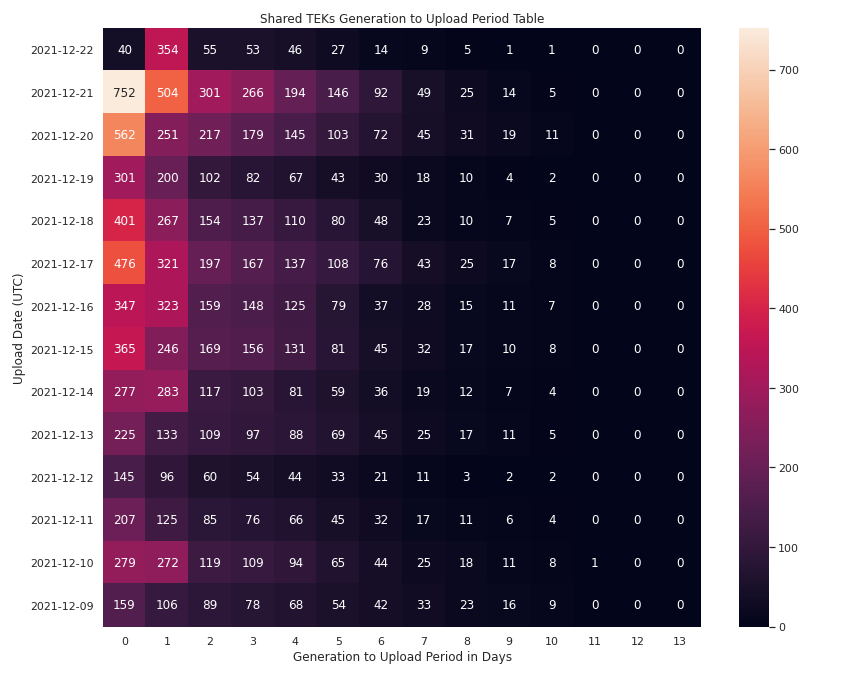 Shared TEKs Generation to Upload Period Table
Upload Date (UTC)
2021-12-22 40 354 55 53 46 27 14 9 5 1 1 0 0 0
2021-12-21 752 504 301 266 194 146 92 49 25 14 5 0 0 0
2021-12-20 562 251 217 179 145 103 72 45 31 19 11 0 0 0
2021-12-19 301 200 102 82 67 43 30 18 10 4 2 0 0 0
2021-12-18 401 267 154 137 110 80 48 23 10 7 5 0 0 0
2021-12-17 476 321 197 167 137 108 76 43 25 17 8 0 0 0
2021-12-16 347 323 159 148 125 79 37 28 15 11 7 0 0 0
2021-12-15 365 246 169 156 131 81 45 32 17 10 8 0 0 0
2021-12-14 277 283 117 103 81 59 36 19 12 7 4 0 0 0
2021-12-13 225 133 109 97 88 69 45 25 17 11 5 0 0 0
2021-12-12 145 96 60 54 44 33 21 11 3 2 2 0 0 0
2021-12-11 207 125 85 76 66 45 32 17 11 6 4 0 0 0
2021-12-10 279 272 119 109 94 65 44 25 18 11 8 1 0 0
2021-12-09 159 106 89 78 68 54 42 33 23 16 9 0 0 0
0 1 2 3 4 5 6 7 8 9 10 11 12 13
Generation to Upload Period in Days
700
600
500
400
300
200
100
0